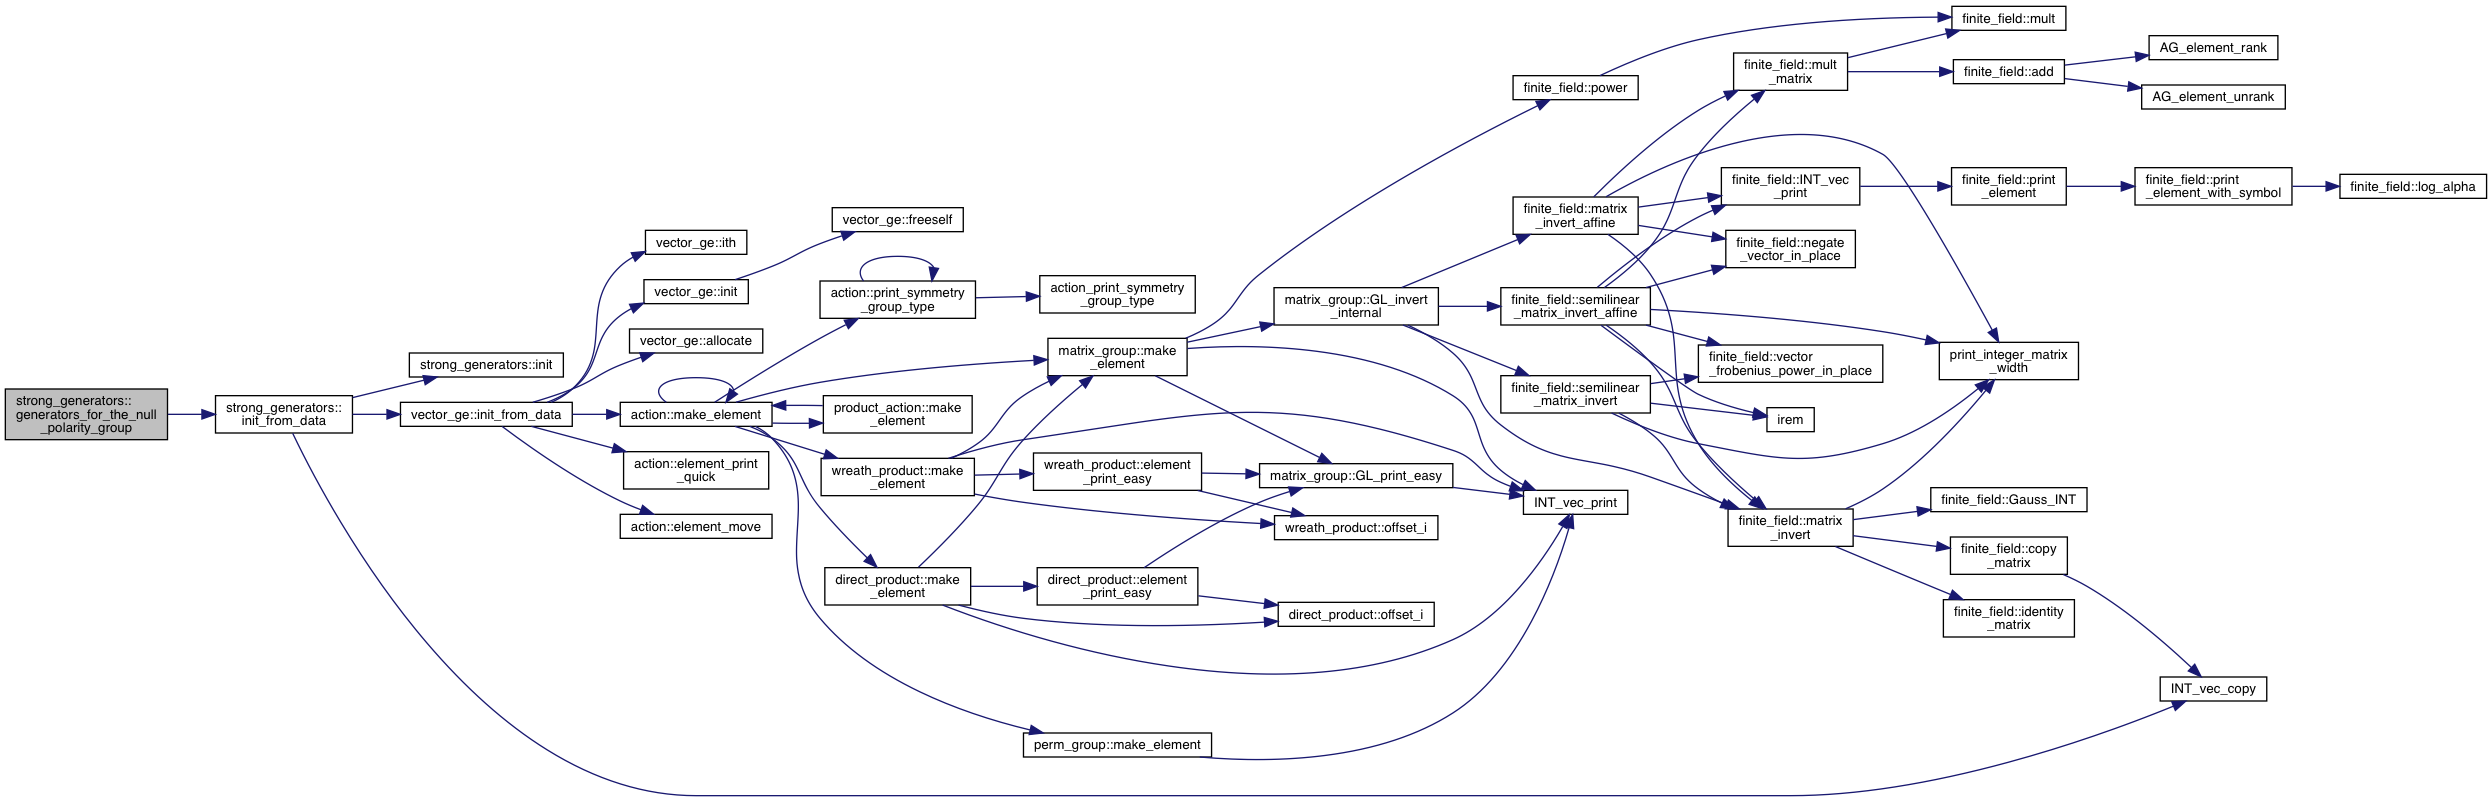 strong_generators::
generators_for_the_null
_polarity_group
strong_generators::
init_from_data
strong_generators::init
vector_ge::init_from_data
vector_ge::ith
vector_ge::init
vector_ge::allocate
action::make_element
action::element_print
_quick
action::element_move
vector_ge::freeself
action::print_symmetry
_group_type
product_action::make
_element
wreath_product::make
_element
direct_product::make
_element
action_print_symmetry
_group_type
matrix_group::make
_element
wreath_product::element
_print_easy
direct_product::element
_print_easy
perm_group::make_element
matrix_group::GL_invert
_internal
matrix_group::GL_print_easy
wreath_product::offset_i
direct_product::offset_i
finite_field::power
finite_field::matrix
_invert_affine
finite_field::semilinear
_matrix_invert_affine
finite_field::semilinear
_matrix_invert
INT_vec_print
finite_field::mult
_matrix
finite_field::INT_vec
_print
finite_field::negate
_vector_in_place
finite_field::vector
_frobenius_power_in_place
irem
finite_field::matrix
_invert
finite_field::mult
finite_field::add
finite_field::print
_element
print_integer_matrix
_width
finite_field::Gauss_INT
finite_field::copy
_matrix
finite_field::identity
_matrix
AG_element_rank
AG_element_unrank
finite_field::print
_element_with_symbol
INT_vec_copy
finite_field::log_alpha